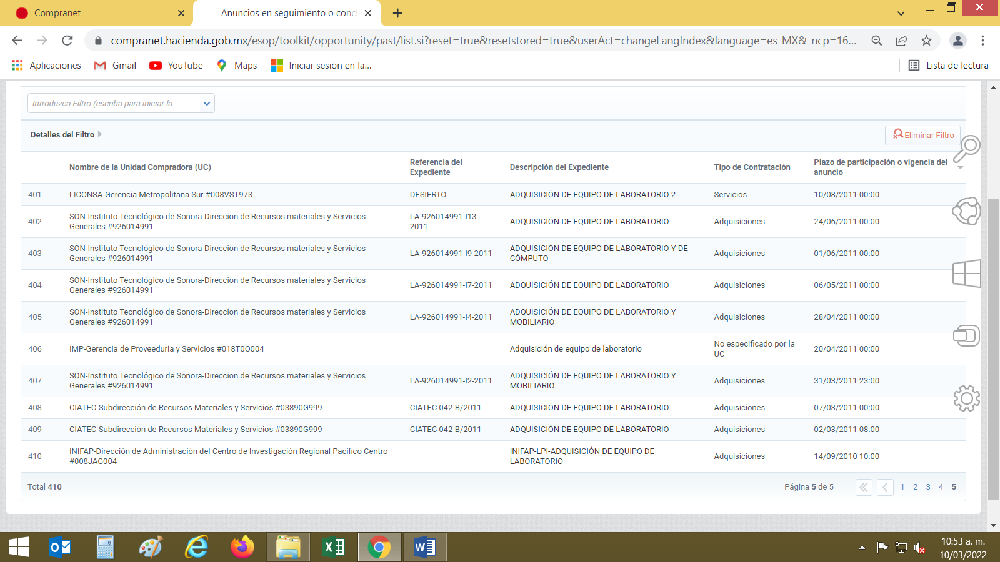 Compranet
Anuncios en seguimiento o conc
compranet.hacienda.gob.mx/esop/toolkit/opportunity/past/list.si?reset=true&resetstored=true&userAct=changeLangIndex&language=es_MX&_ncp=16...
Aplicaciones Gmail YouTube Maps Iniciar sesión en la... Lista de lectura
Introduzca Filtro (escriba para iniciar la
Detalles del Filtro
Eliminar Filtro
Nombre de la Unidad Compradora (UC) Referencia del Expediente Descripción del Expediente Tipo de Contratación Plazo de participación o vigencia del anuncio
401 LICONSA-Gerencia Metropolitana Sur #008VST973 DESIERTO ADQUISICIÓN DE EQUIPO DE LABORATORIO 2 Servicios 10/08/2011 00:00
402 SON-Instituto Tecnológico de Sonora-Direccion de Recursos materiales y Servicios Generales #926014991 LA-926014991-I13-2011 ADQUISICIÓN DE EQUIPO DE LABORATORIO Adquisiciones 24/06/2011 00:00
403 SON-Instituto Tecnológico de Sonora-Direccion de Recursos materiales y Servicios Generales #926014991 LA-926014991-I9-2011 ADQUISICIÓN DE EQUIPO DE LABORATORIO Y DE CÓMPUTO Adquisiciones 01/06/2011 00:00
404 SON-Instituto Tecnológico de Sonora-Direccion de Recursos materiales y Servicios Generales #926014991 LA-926014991-I7-2011 ADQUISICIÓN DE EQUIPO DE LABORATORIO Adquisiciones 06/05/2011 00:00
405 SON-Instituto Tecnológico de Sonora-Direccion de Recursos materiales y Servicios Generales #926014991 LA-926014991-I4-2011 ADQUISICIÓN DE EQUIPO DE LABORATORIO Y MOBILIARIO Adquisiciones 28/04/2011 00:00
406 IMP-Gerencia de Proveeduria y Servicios #018T0O004 Adquisición de equipo de laboratorio No especificado por la UC 20/04/2011 00:00
407 SON-Instituto Tecnológico de Sonora-Direccion de Recursos materiales y Servicios Generales #926014991 LA-926014991-I2-2011 ADQUISICIÓN DE EQUIPO DE LABORATORIO Y MOBILIARIO Adquisiciones 31/03/2011 23:00
408 CIATEC-Subdirección de Recursos Materiales y Servicios #03890G999 CIATEC 042-B/2011 ADQUISICIÓN DE EQUIPO DE LABORATORIO Adquisiciones 07/03/2011 00:00
409 CIATEC-Subdirección de Recursos Materiales y Servicios #03890G999 CIATEC 042-B/2011 ADQUISICIÓN DE EQUIPO DE LABORATORIO Adquisiciones 02/03/2011 08:00
410 INIFAP-Dirección de Administración del Centro de Investigación Regional Pacífico Centro #008JAG004 INIFAP-LPI-ADQUISICIÓN DE EQUIPO DE LABORATORIO Adquisiciones 14/09/2010 10:00
Total 410 Página 5 de 5 1 2 3 4 5
10:53 a. m.
10/03/2022